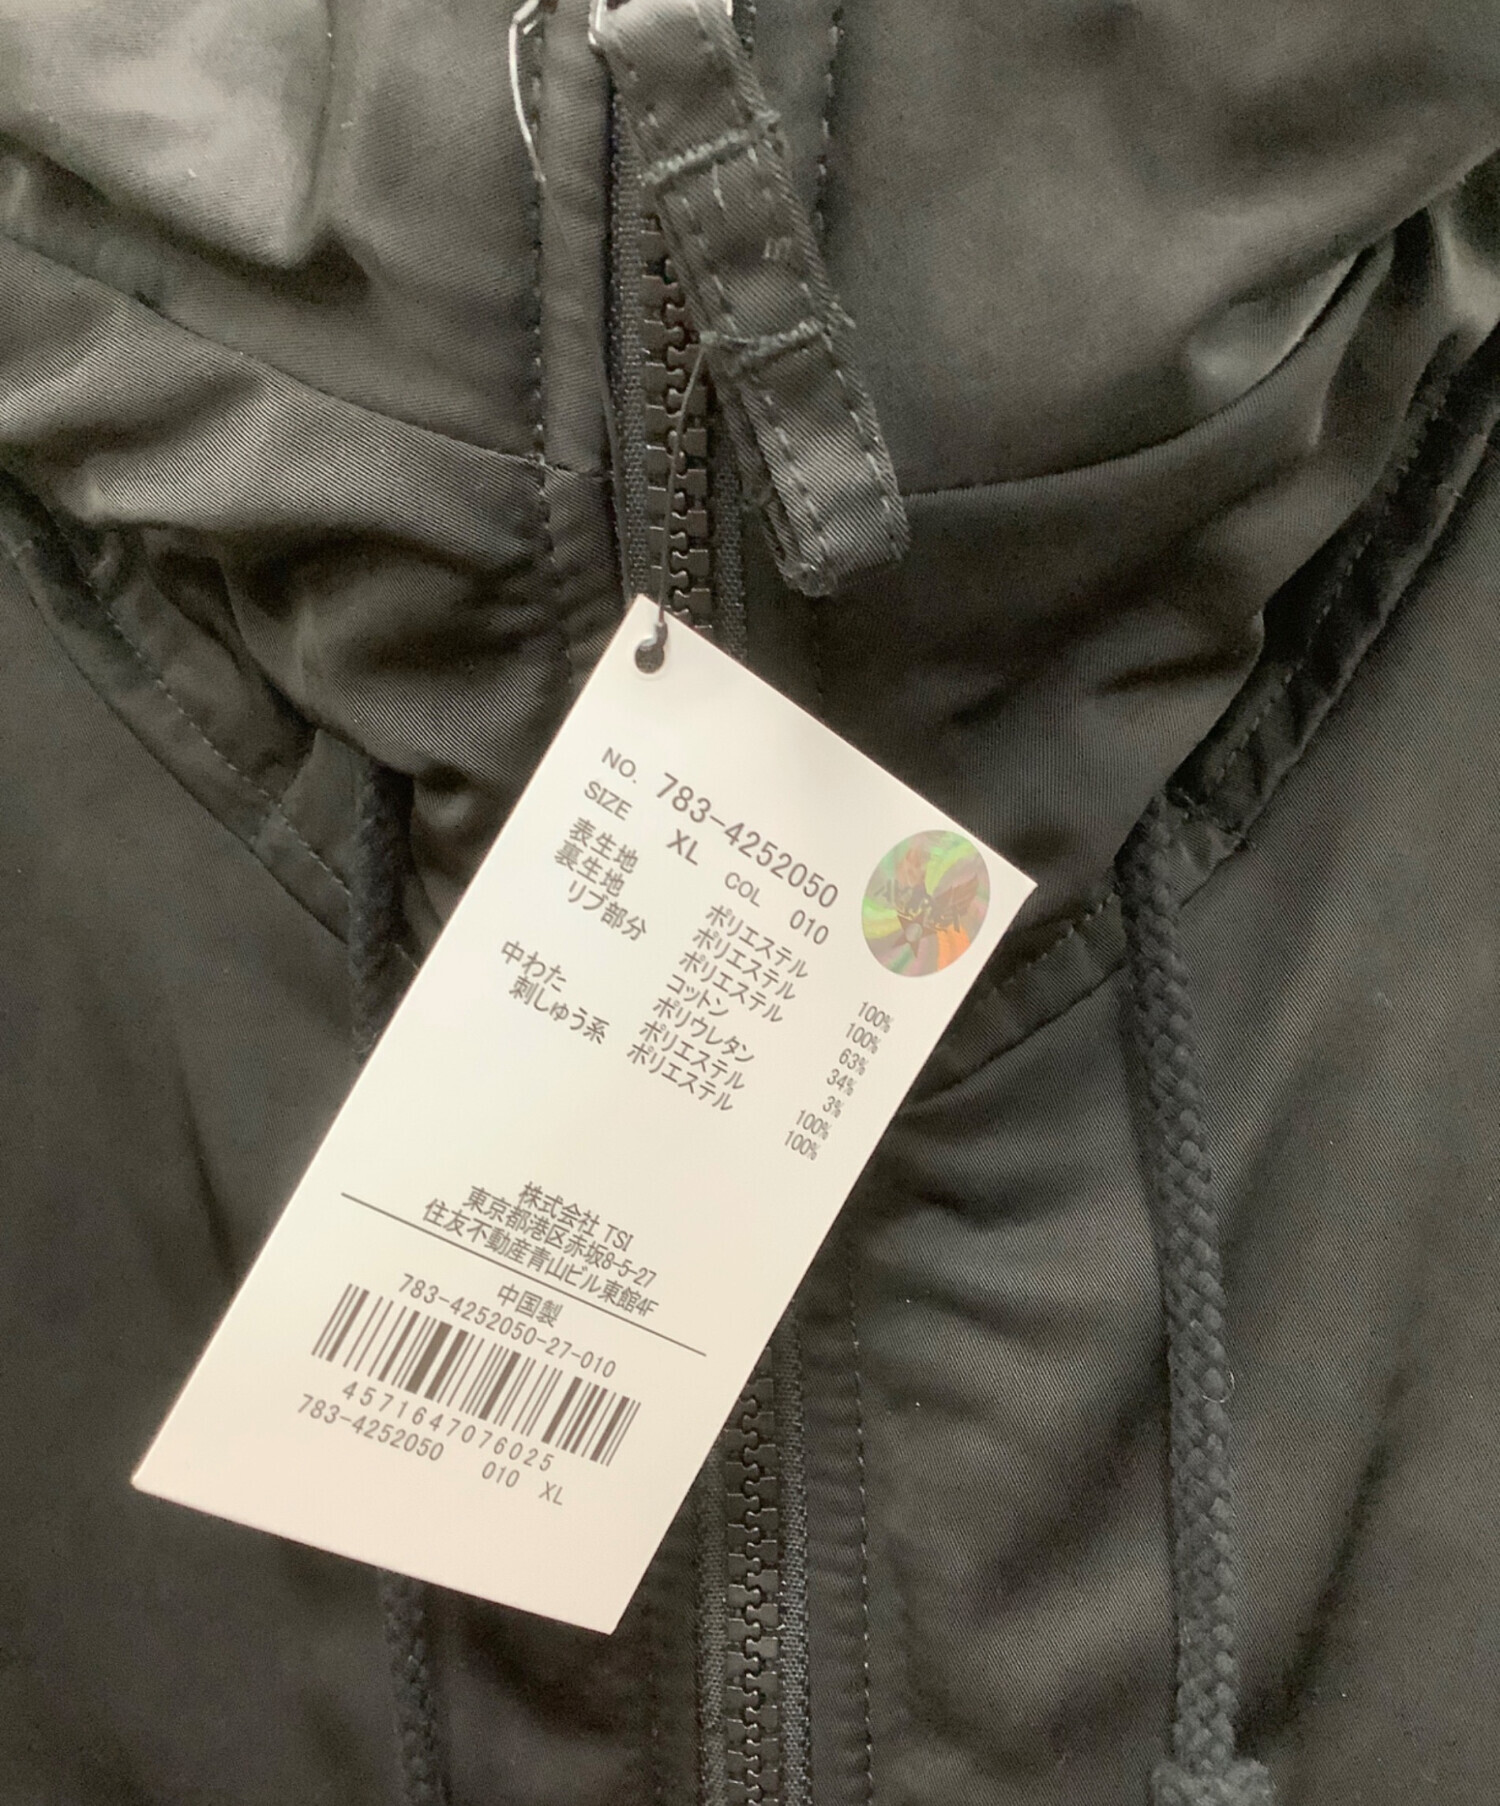 NO. 783-4252050
SIZE XL COL 010
表生地 ポリエステル 100%
裏生地 ポリエステル 100%
リブ部分 ポリエステル 63%
コットン 34%
ポリウレタン 3%
中わた ポリエステル 100%
刺しゅう糸 ポリエステル 100%
株式会社 TSI
東京都港区赤坂8-5-27
住友不動産青山ビル東館4F
中国製
783-4252050-27-010
4571647076025
783-4252050 010 XL